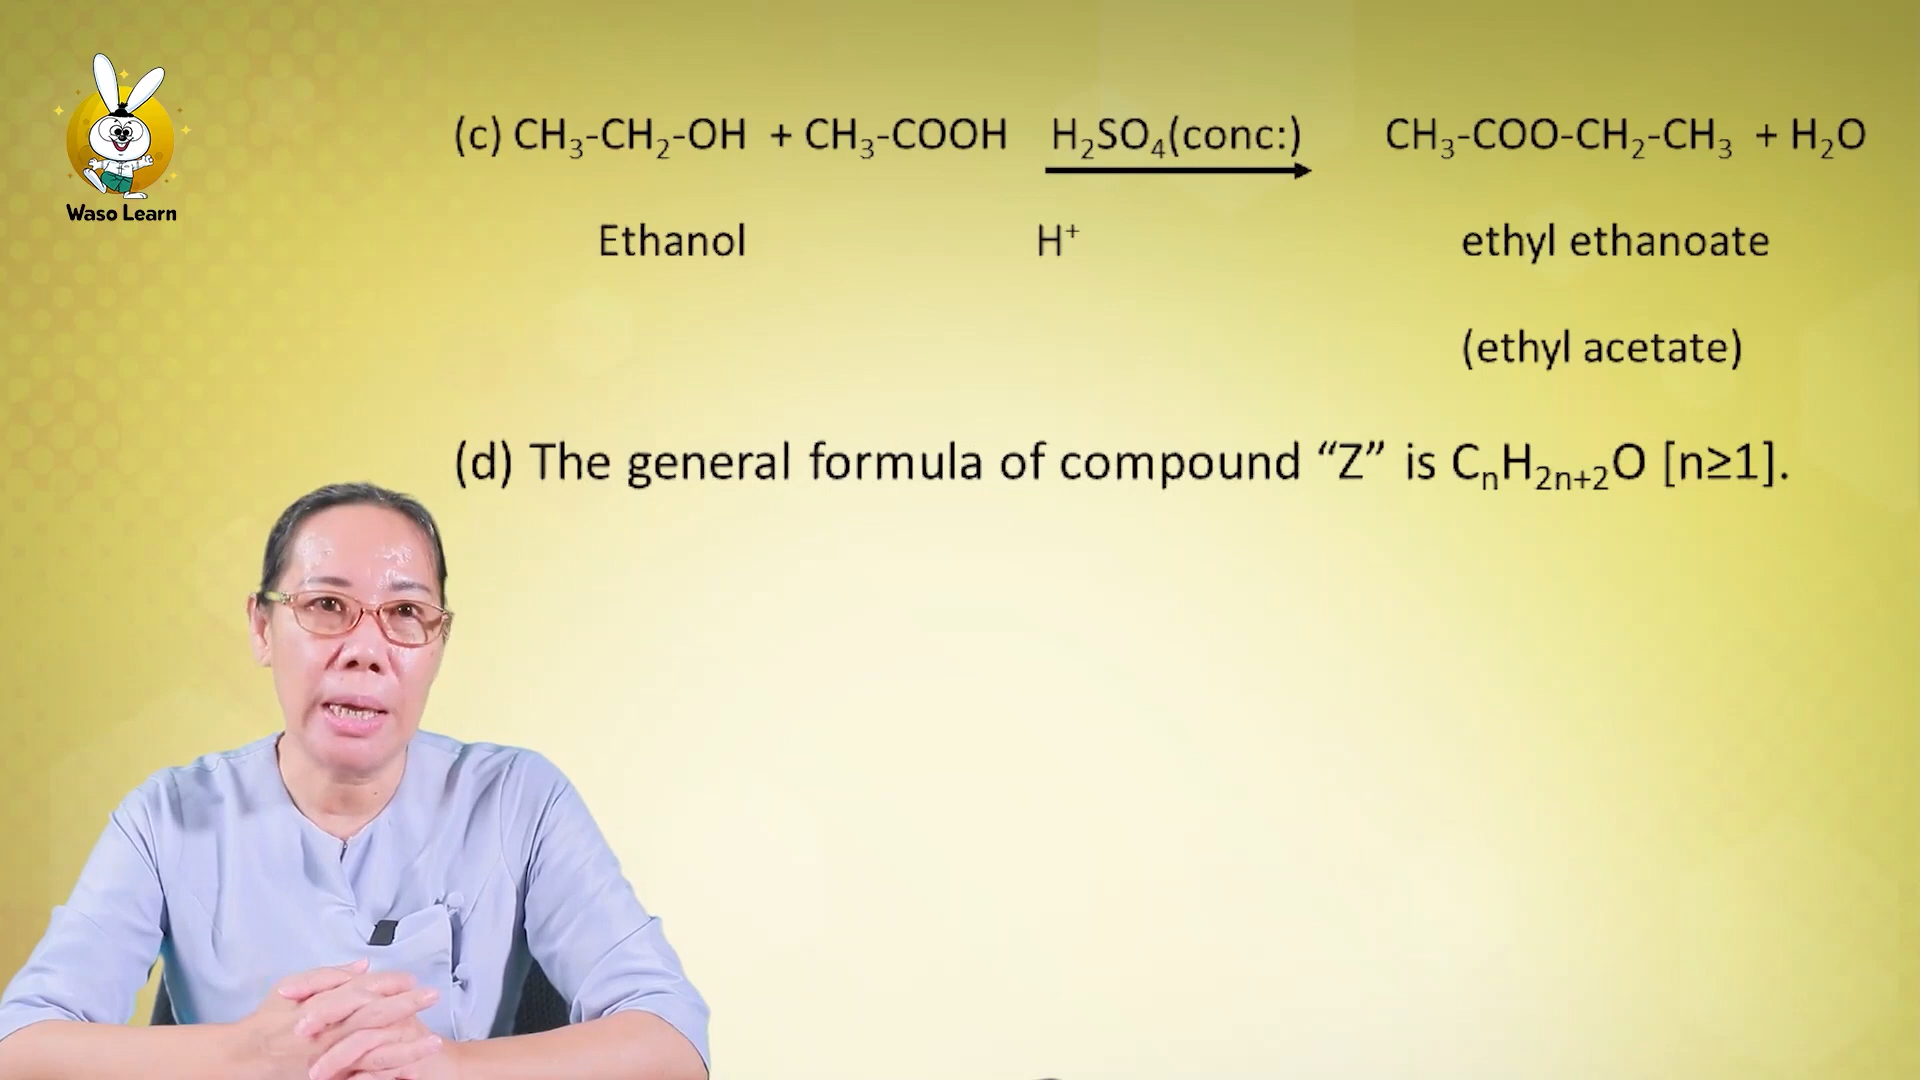 Waso Learn
(c) CH₃-CH₂-OH + CH₃-COOH H₂SO₄(conc:) CH₃-COO-CH₂-CH₃ + H₂O
Ethanol H⁺ ethyl ethanoate
(ethyl acetate)
(d) The general formula of compound “Z” is CₙH₂ₙ₊₂O [n≥1].